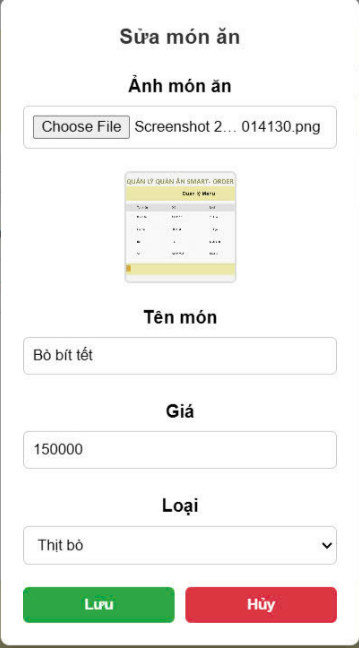 Sửa món ăn
Ảnh món ăn
Choose File Screenshot 2... 014130.png
QUẢN LÝ QUÁN ĂN SMART- ORDER
Quản lý Menu
Tên món
Bò bít tết
Giá
150000
Loại
Thịt bò
Lưu Hủy